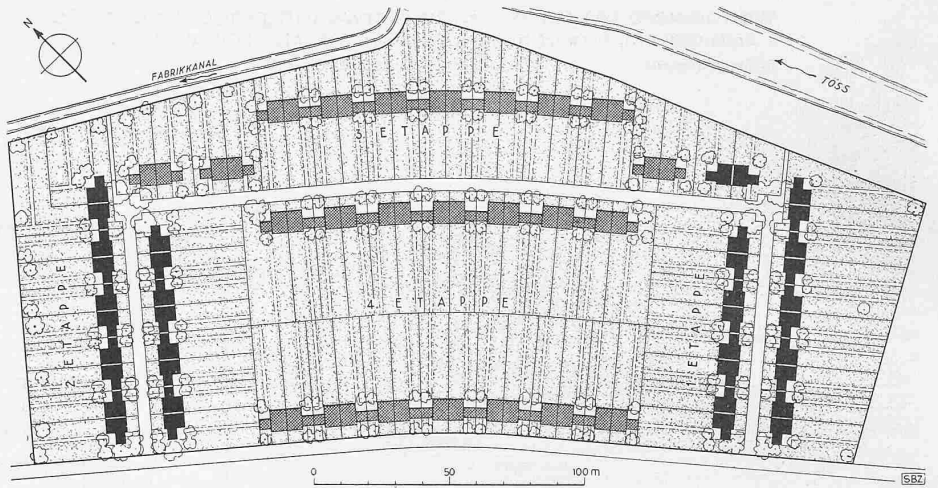 N
FABRIKKANAL
TÖSS
3. ETAPPE
2. ETAPPE
4. ETAPPE
1. ETAPPE
0 50 100 m
SBZ